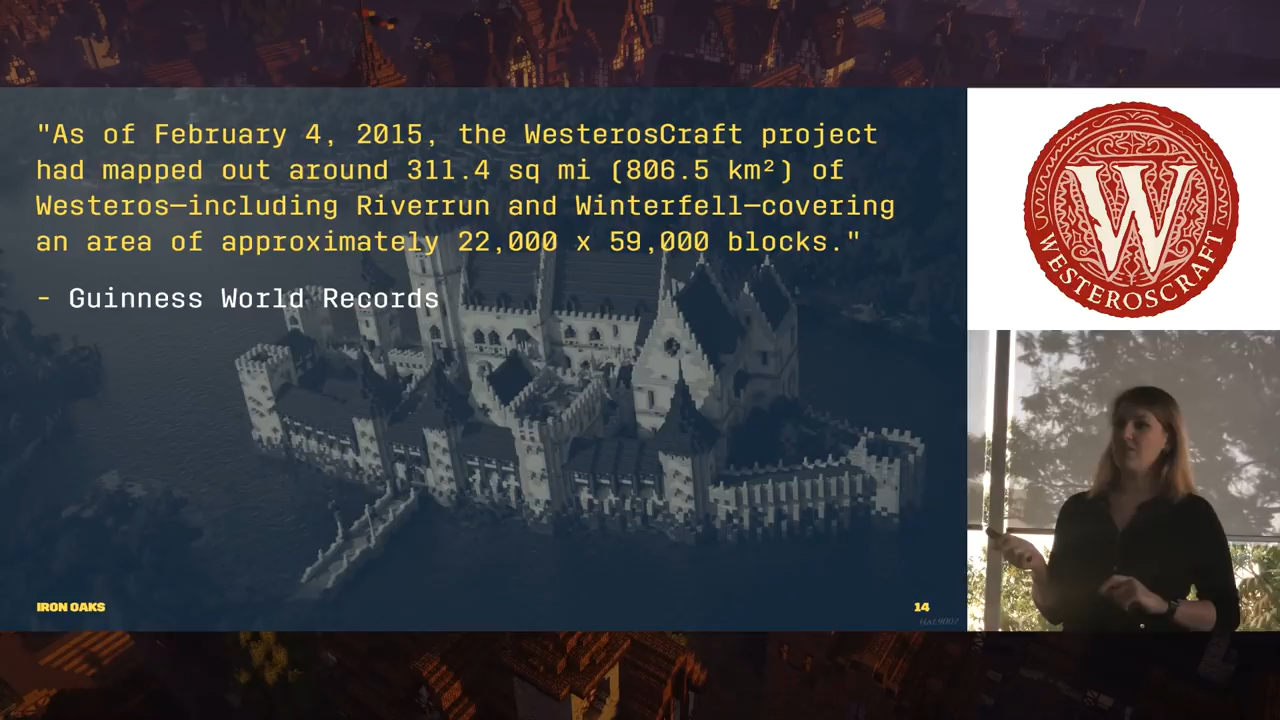 "As of February 4, 2015, the WesterosCraft project
had mapped out around 311.4 sq mi (806.5 km²) of
Westeros—including Riverrun and Winterfell—covering
an area of approximately 22,000 x 59,000 blocks."
- Guinness World Records
IRON OAKS
14
HAL9007
W
WESTEROSCRAFT